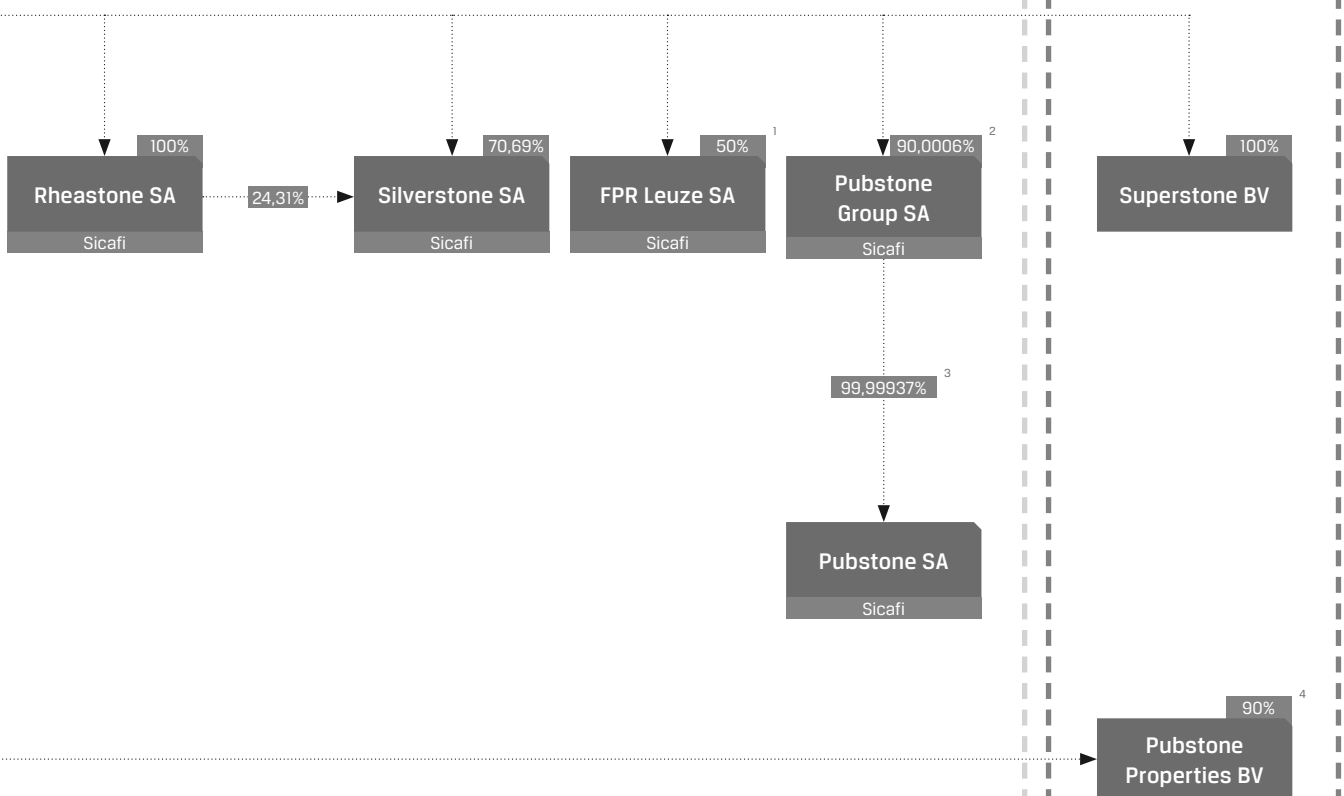 1
2
100%
70,69%
50%
90,0006%
100%
Rheastone SA
24,31%
Silverstone SA
FPR Leuze SA
Pubstone
Group SA
Superstone BV
Sicafi
Sicafi
Sicafi
Sicafi
3
99,99937%
Pubstone SA
Sicafi
4
90%
Pubstone
Properties BV